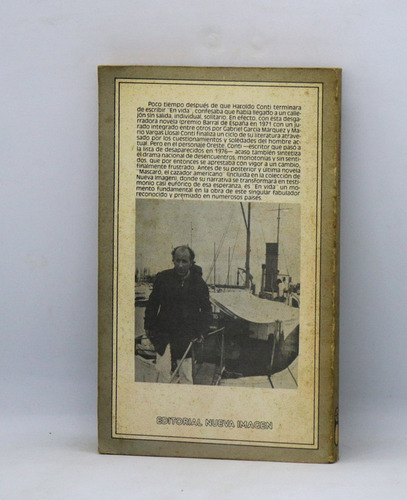 Poco tiempo después de que Haroldo Conti terminara
de escribir "En vida", confesaba que había llegado a un calle-
jón sin salida, individual, solitario. En efecto, con esta desga-
rradora novela (premio Barral de España en 1971 con un ju-
rado integrado entre otros por Gabriel García Márquez y Ma-
rio Vargas Llosa) Conti finaliza un ciclo de su literatura atrave-
sado por los cuestionamientos y soledades del hombre ac-
tual. Pero en el personaje Oreste, Conti —escritor que pasó a
la lista de desaparecidos en 1976— acaso también sintetiza
el drama nacional de desencuentros, monotonías y sin senti-
dos, que por entonces se aprestaba con vigor a un cambio,
finalmente frustrado. Antes de su posterior y última novela
"Mascaró, el cazador americano" (incluida en la colección de
Nueva Imagen), donde su narrativa se transformará en testi-
monio casi eufórico de esa esperanza, es "En vida" un mo-
mento fundamental en la obra de este singular fabulador
reconocido y premiado en numerosos países.
EDITORIAL NUEVA IMAGEN